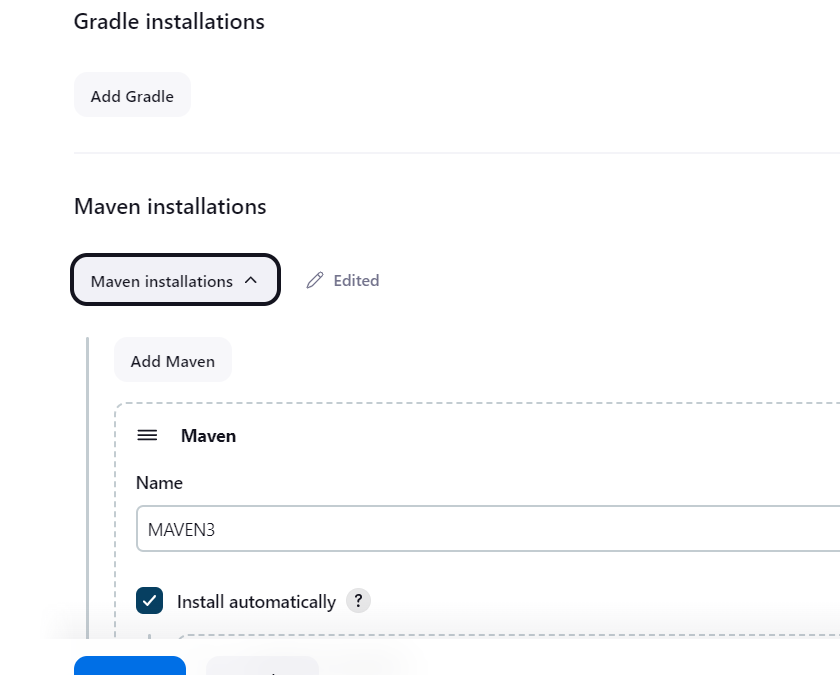 Gradle installations
Add Gradle
Maven installations
Maven installations
Edited
Add Maven
Maven
Name
MAVEN3
Install automatically ?